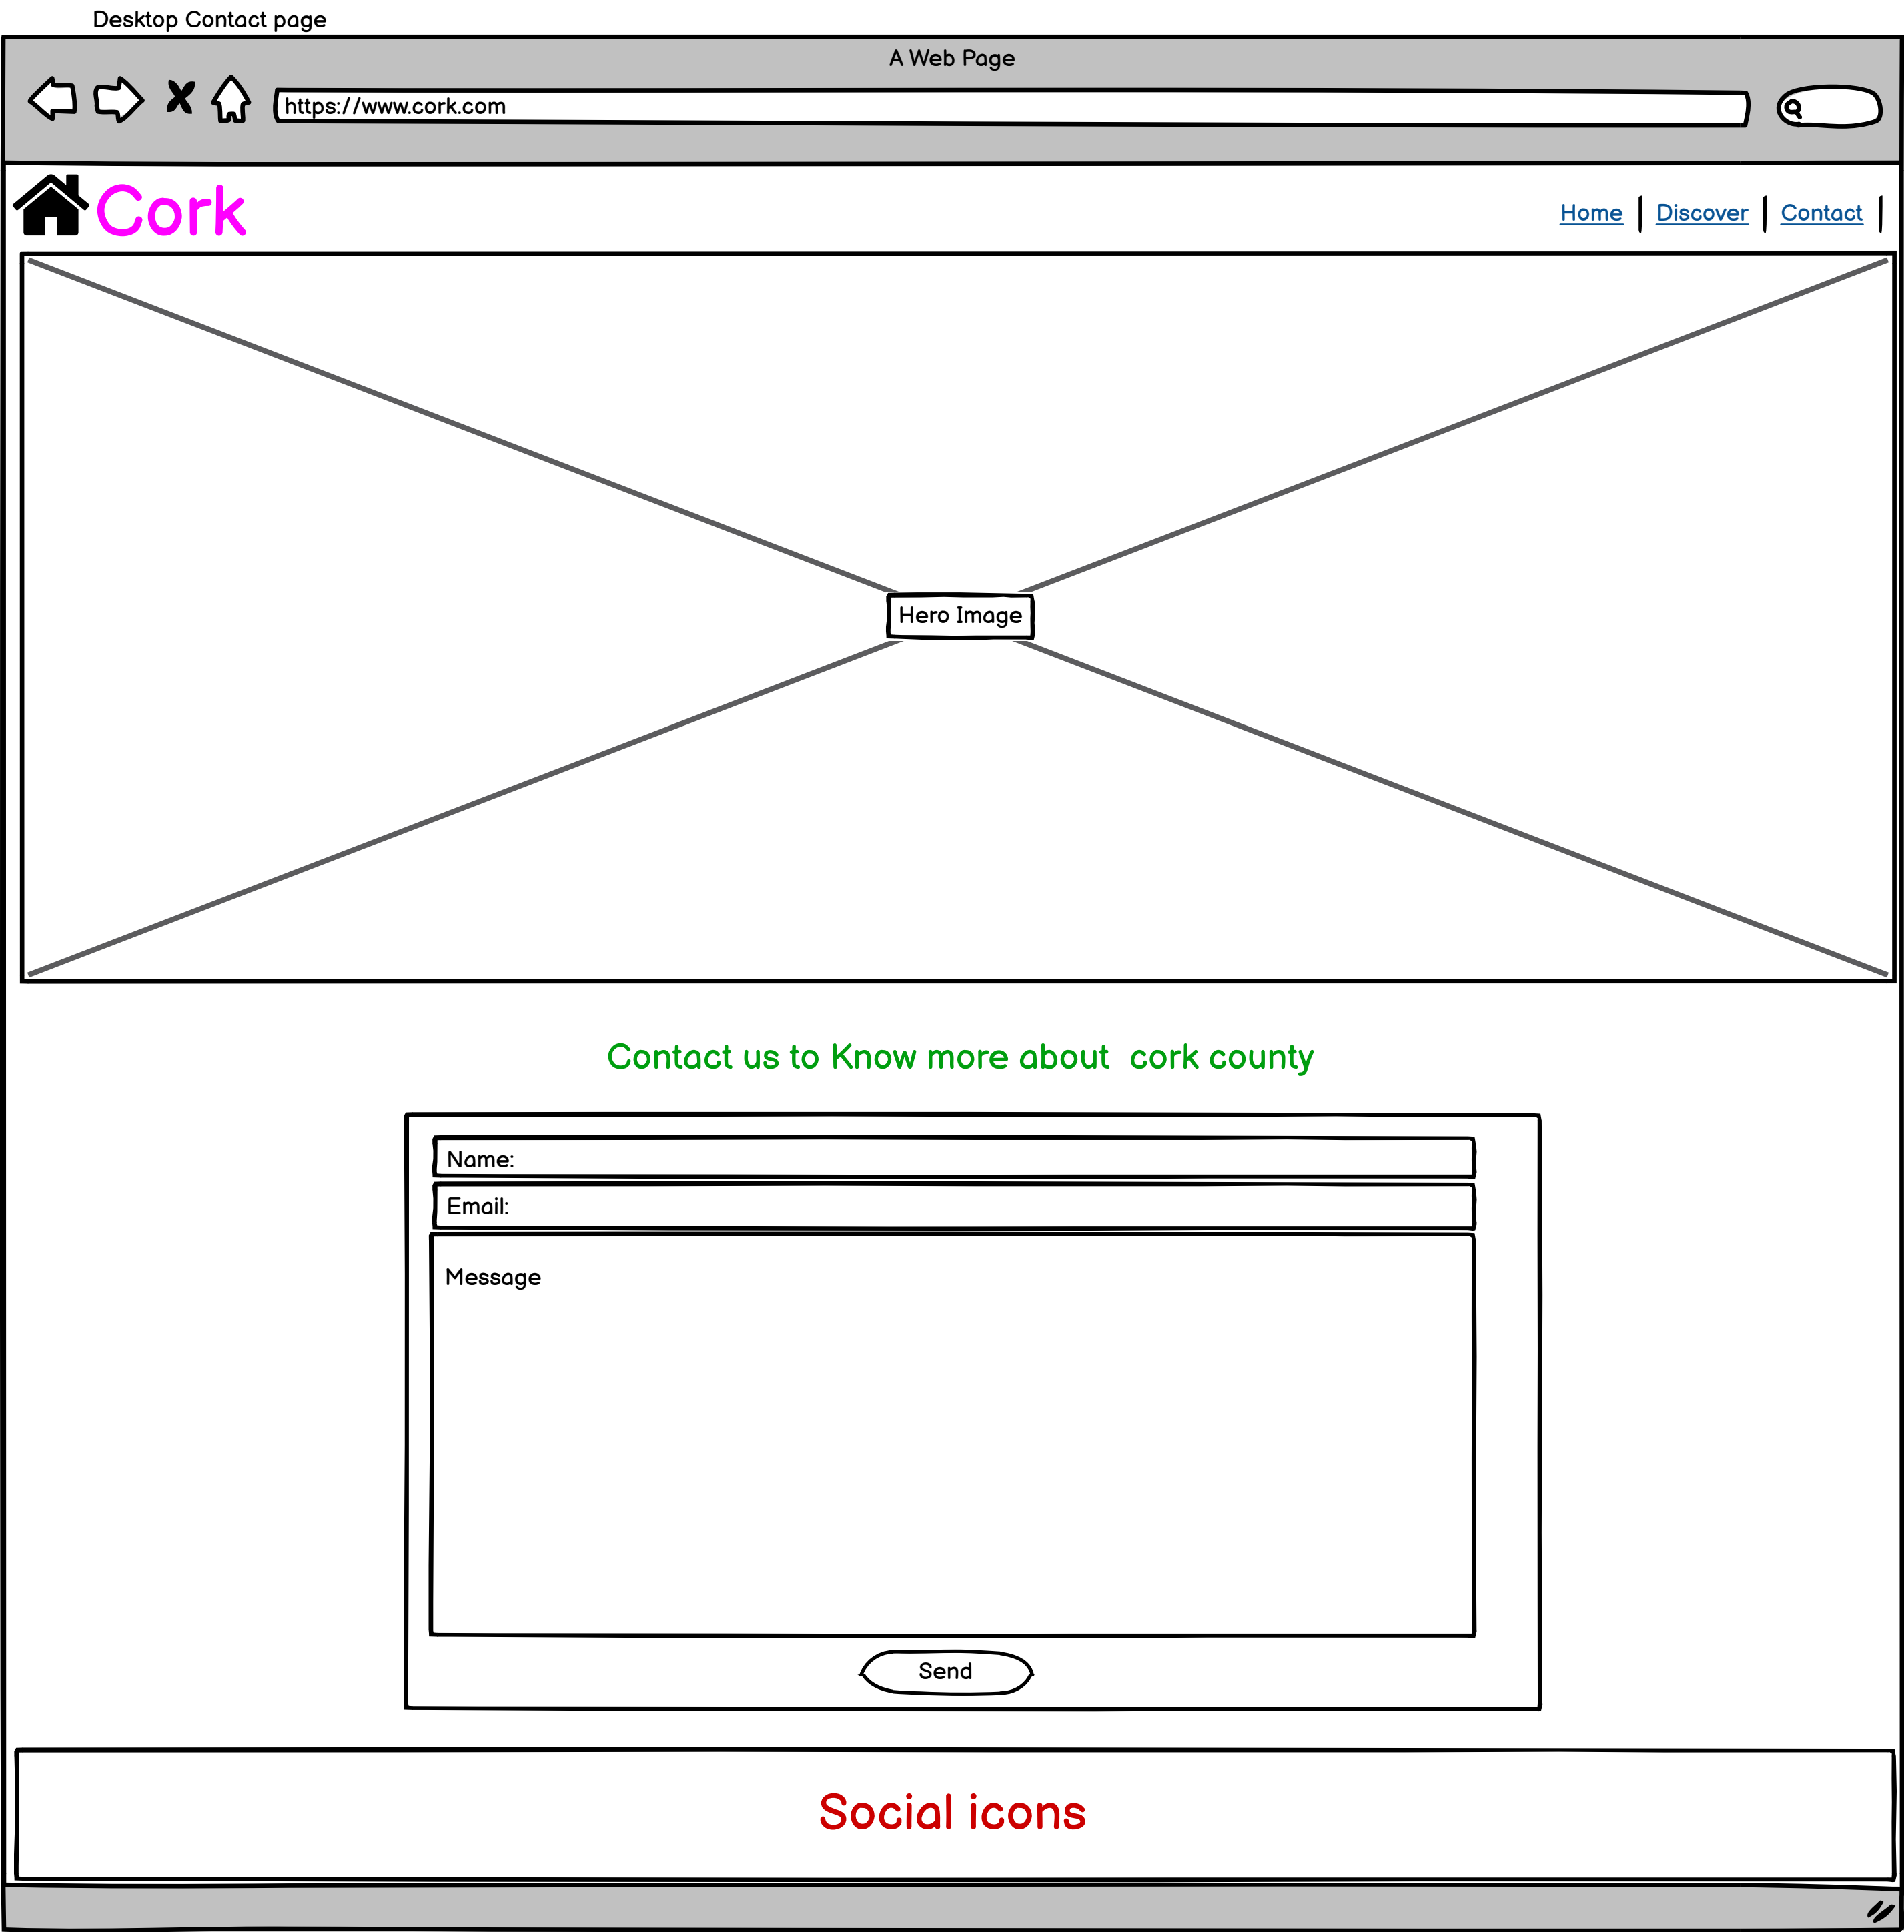 Desktop Contact page
A Web Page
https://www.cork.com
Cork
Home Discover Contact
Hero Image
Contact us to Know more about cork county
Name:
Email:
Message
Send
Social icons